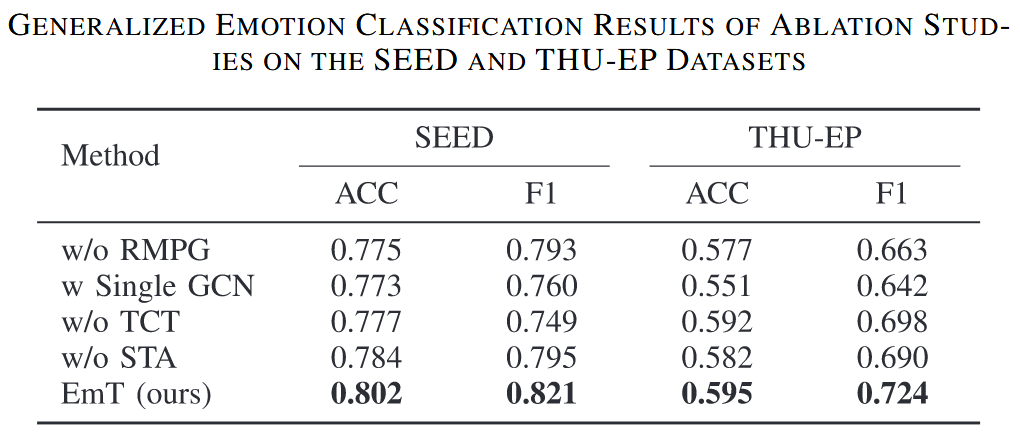 GENERALIZED EMOTION CLASSIFICATION RESULTS OF ABLATION STUD-
IES ON THE SEED AND THU-EP DATASETS
Method SEED THU-EP
ACC F1 ACC F1
w/o RMPG 0.775 0.793 0.577 0.663
w Single GCN 0.773 0.760 0.551 0.642
w/o TCT 0.777 0.749 0.592 0.698
w/o STA 0.784 0.795 0.582 0.690
EmT (ours) 0.802 0.821 0.595 0.724